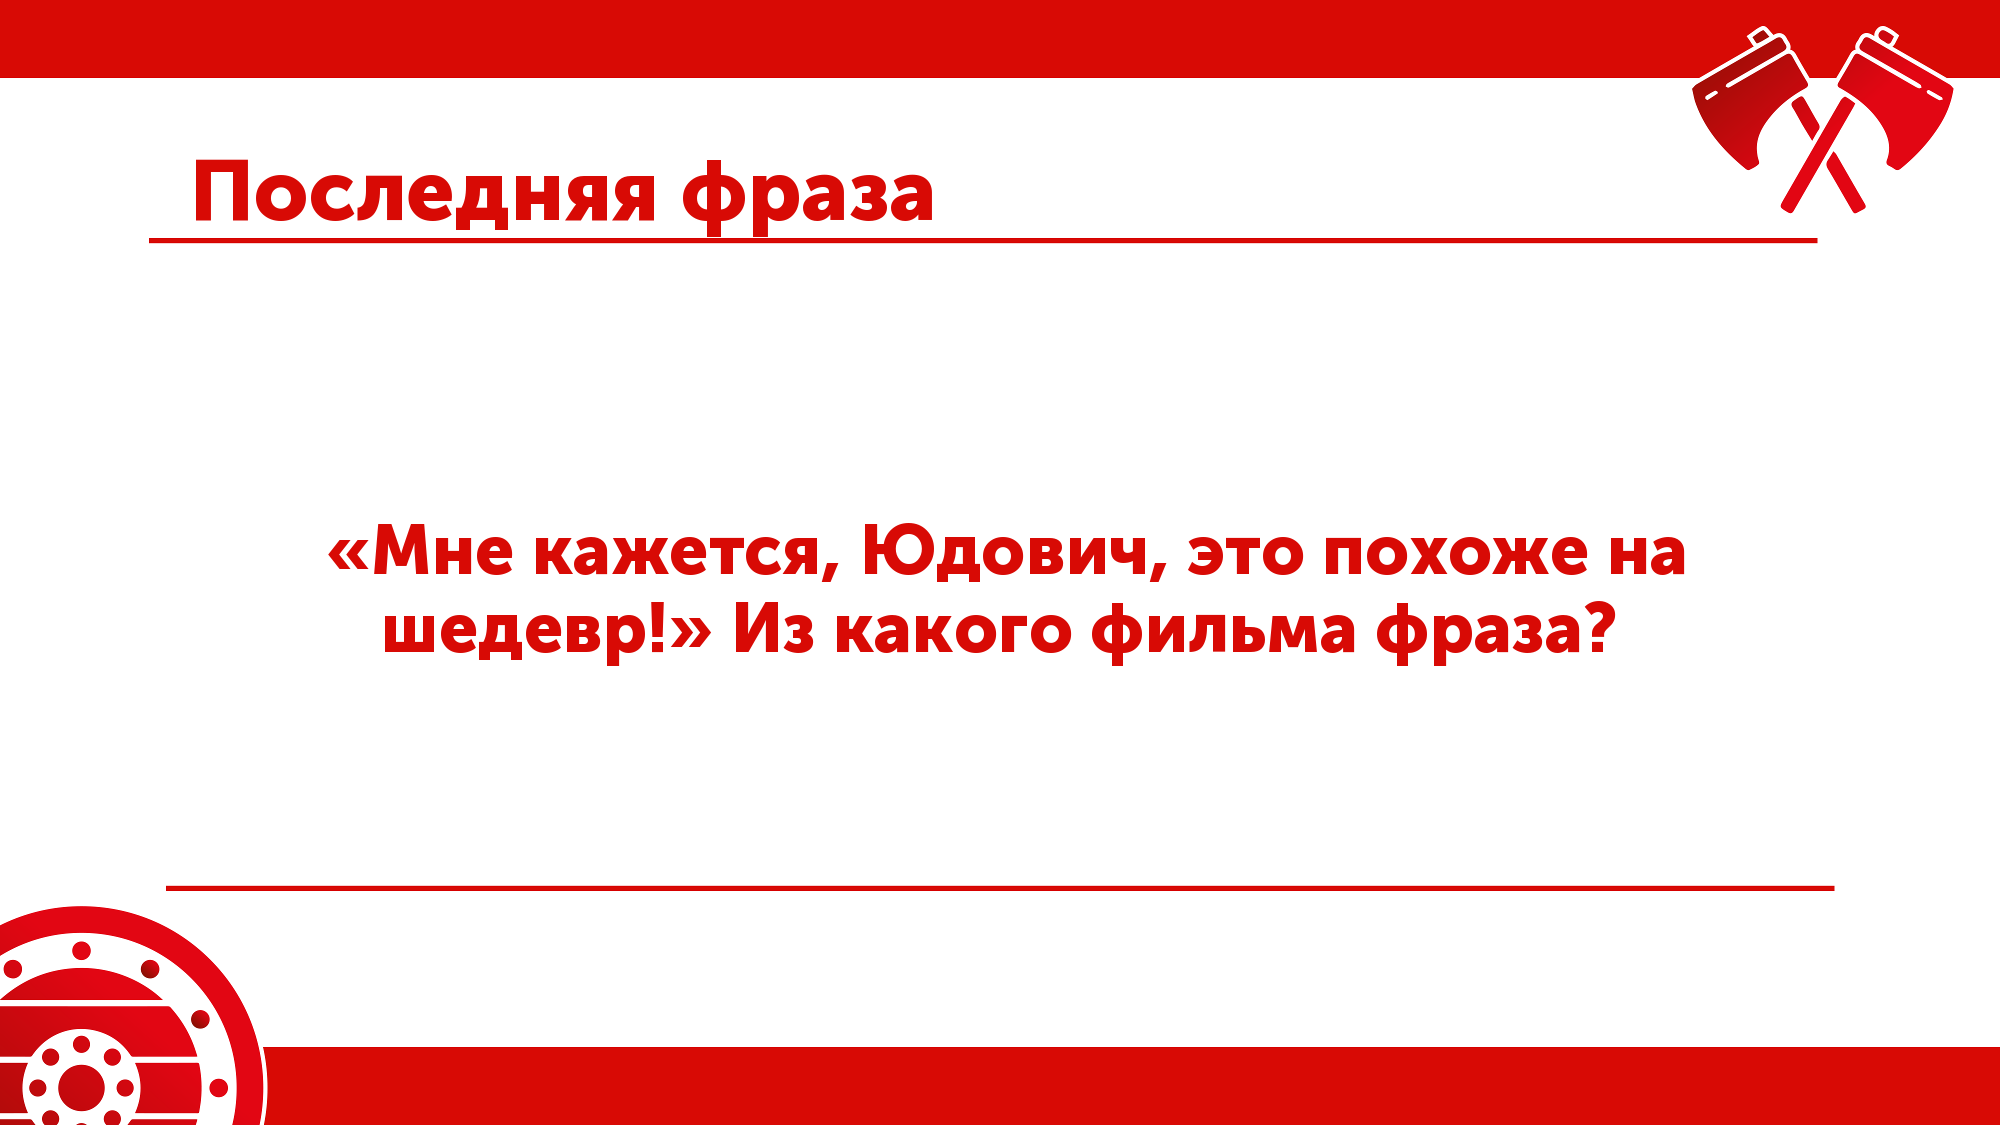 Последняя фраза
«Мне кажется, Юдович, это похоже на
шедевр!» Из какого фильма фраза?